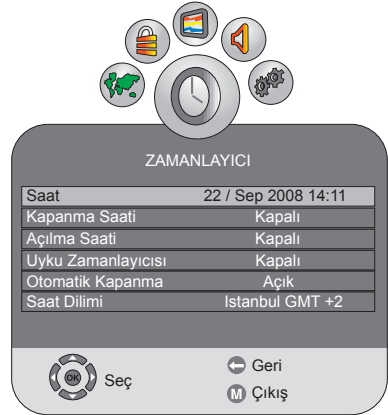 ZAMANLAYICI
Saat 22 / Sep 2008 14:11
Kapanma Saati Kapalı
Açılma Saati Kapalı
Uyku Zamanlayıcısı Kapalı
Otomatik Kapanma Açık
Saat Dilimi Istanbul GMT +2
OK Seç
Geri
M Çıkış